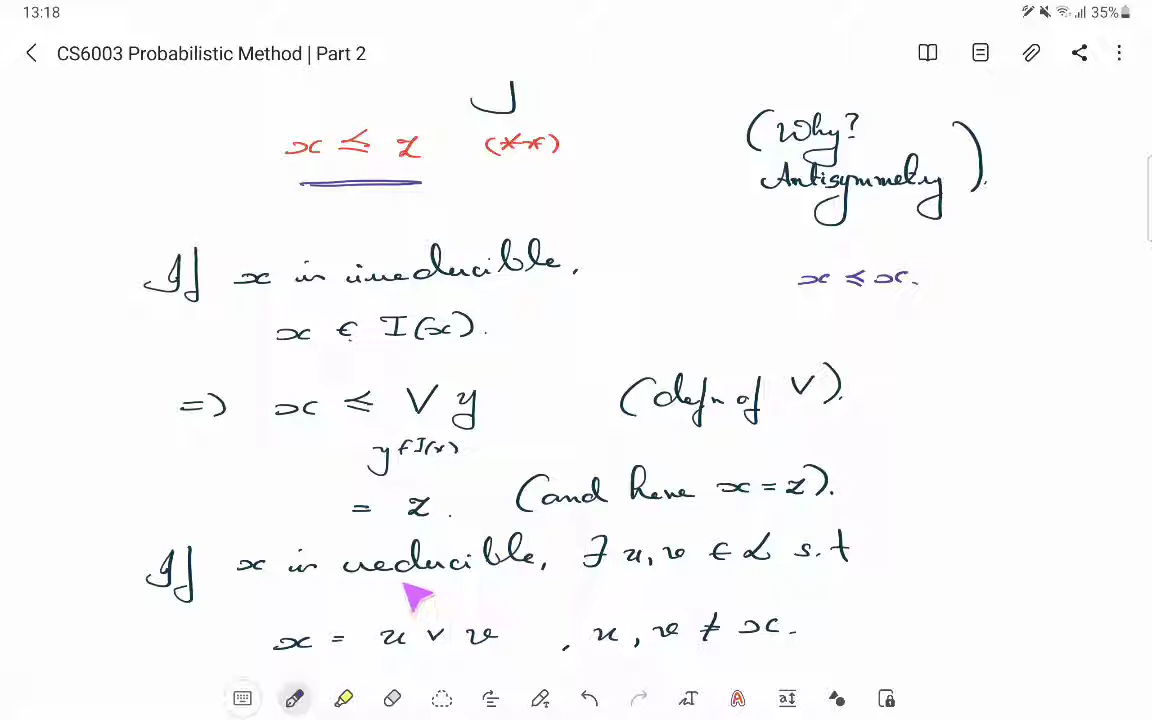 13:18 35%
CS6003 Probabilistic Method | Part 2
x ≤ z (**)
(Why? Antisymmetry).
If x is irreducible.
x ≤ x.
x ∈ I(x).
=> x ≤ ∨ y (defn of ∨).
y ∈ I(x)
= z. (and hence x = z).
If x is reducible, ∃ u, v ∈ L s.t
x = u ∨ v , u, v ≠ x.